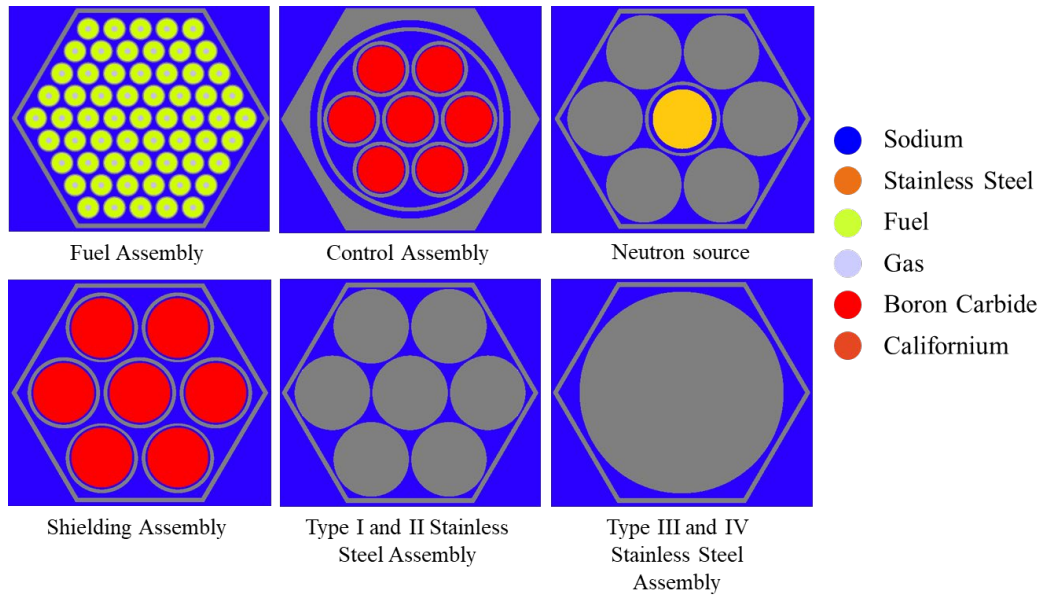 Fuel Assembly
Control Assembly
Neutron source
Shielding Assembly
Type I and II Stainless
Steel Assembly
Type III and IV
Stainless Steel
Assembly
Sodium
Stainless Steel
Fuel
Gas
Boron Carbide
Californium